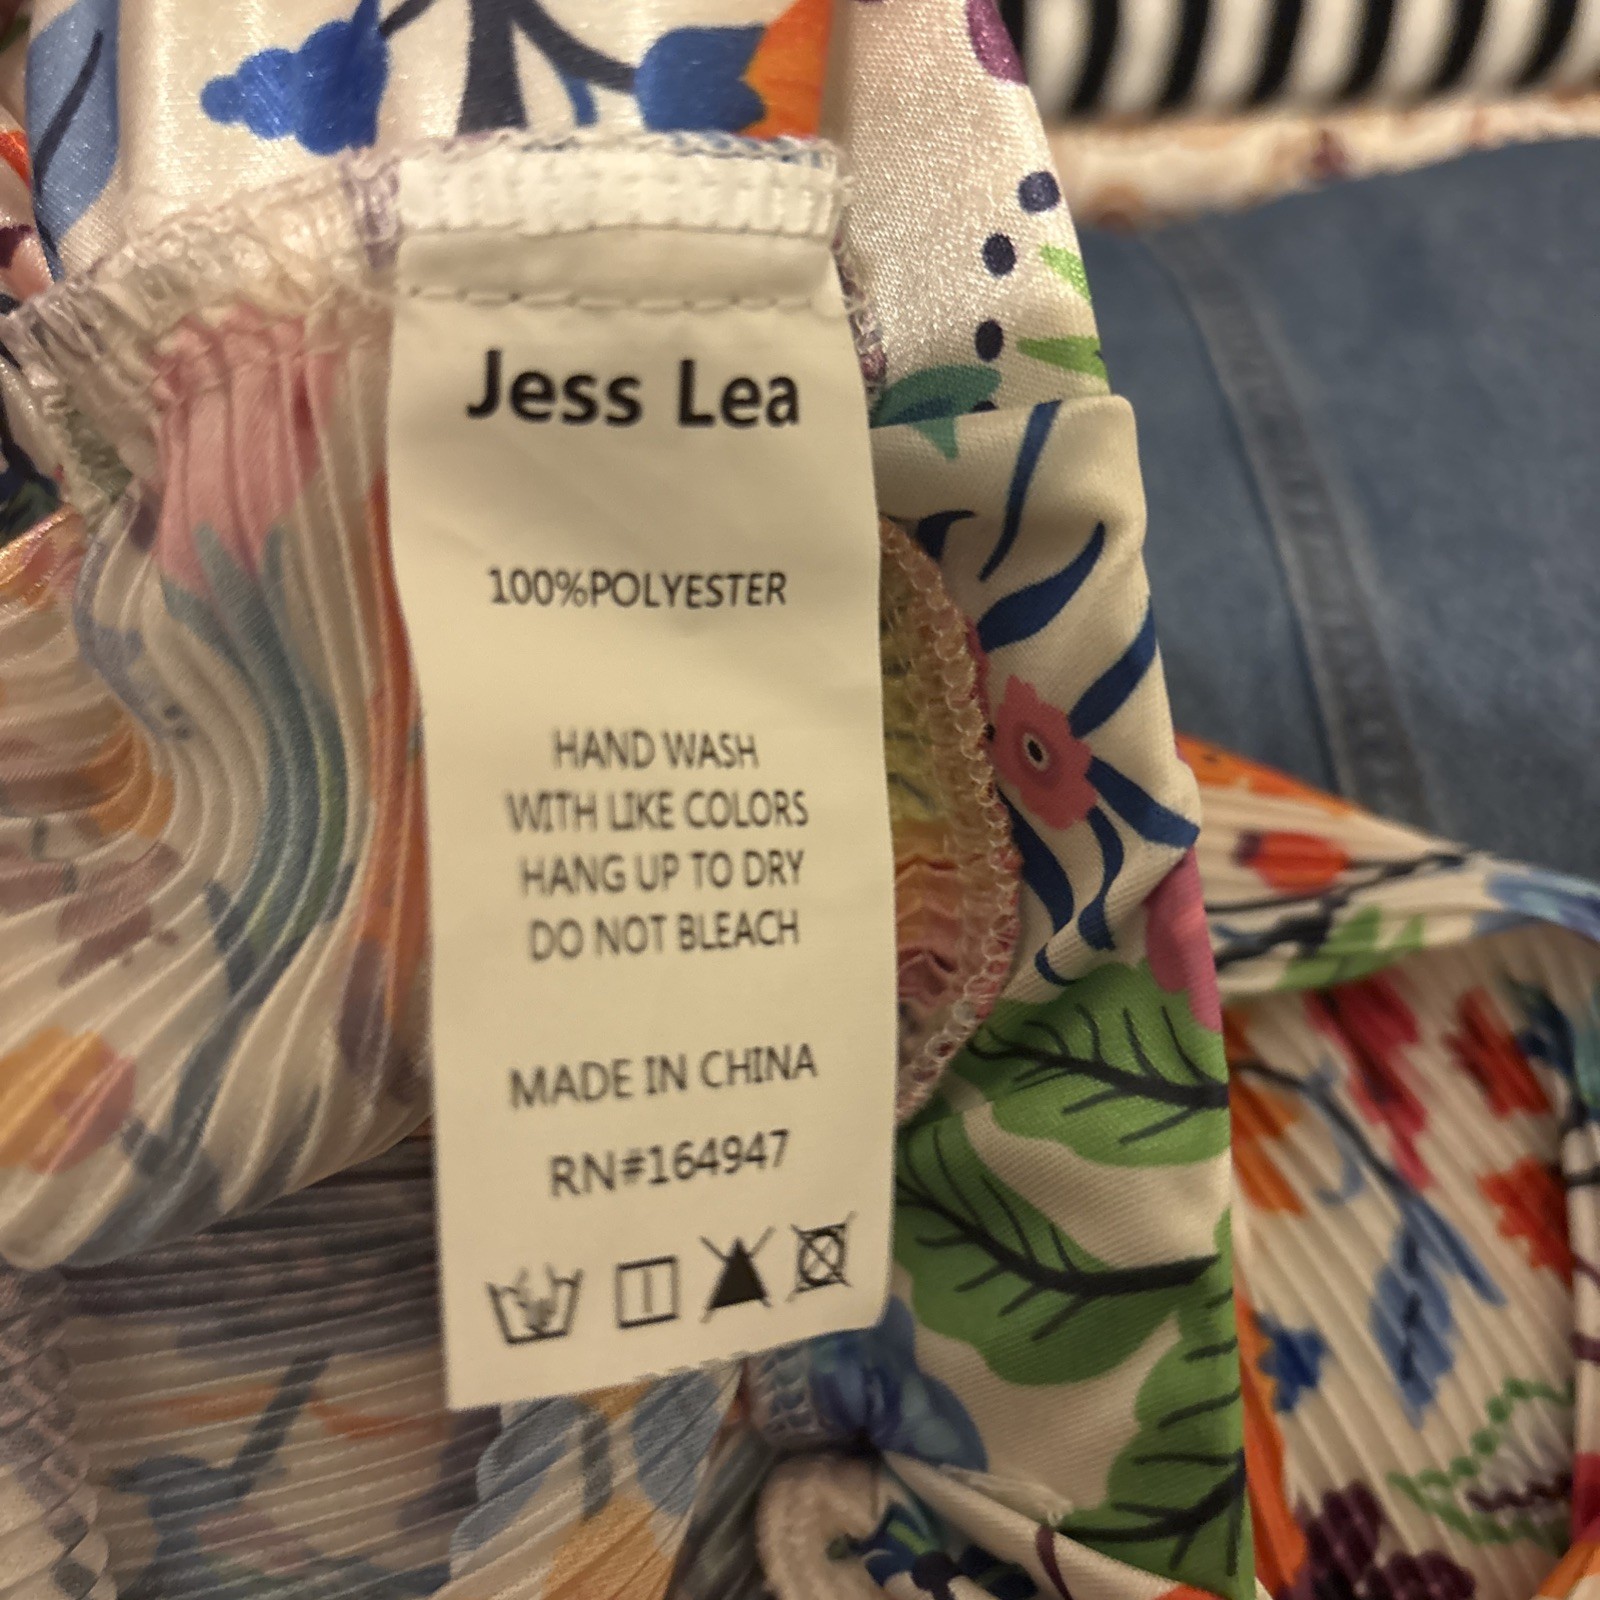 Jess Lea
100%POLYESTER
HAND WASH
WITH LIKE COLORS
HANG UP TO DRY
DO NOT BLEACH
MADE IN CHINA
RN#164947